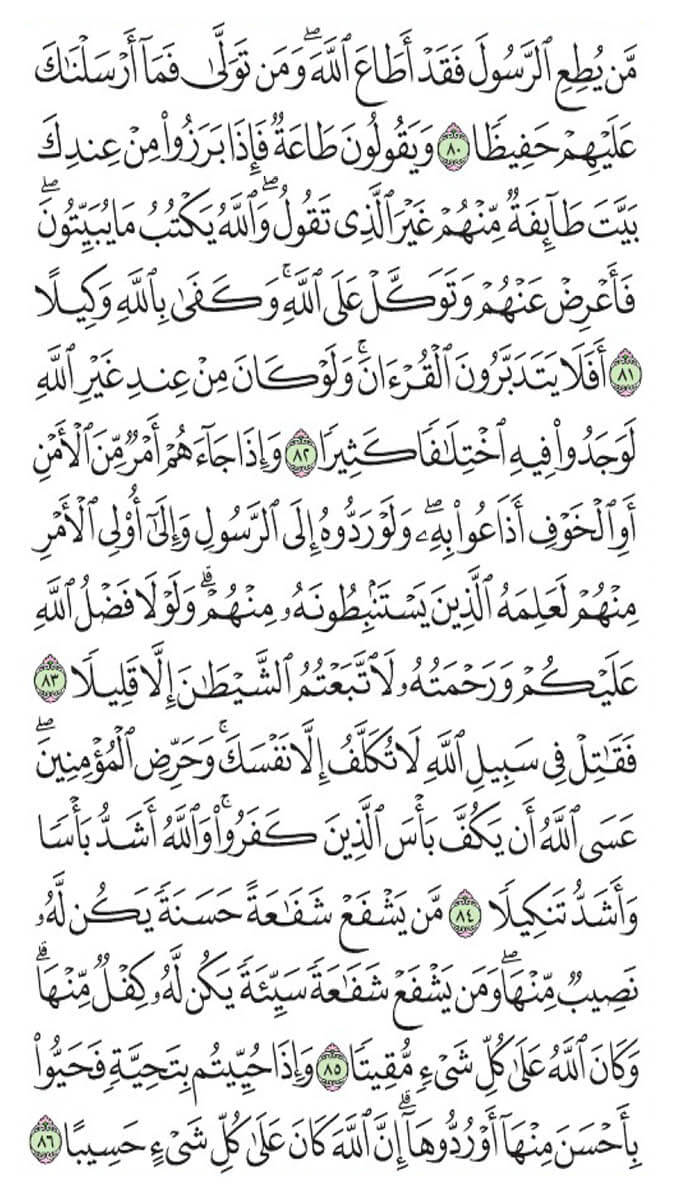 مَّن يُطِعِ ٱلرَّسُولَ فَقَدۡ أَطَاعَ ٱللَّهَۖ وَمَن تَوَلَّىٰ فَمَآ أَرۡسَلۡنَٰكَ
عَلَيۡهِمۡ حَفِيظٗا ٨٠ وَيَقُولُونَ طَاعَةٞ فَإِذَا بَرَزُواْ مِنۡ عِندِكَ
بَيَّتَ طَآئِفَةٞ مِّنۡهُمۡ غَيۡرَ ٱلَّذِي تَقُولُۖ وَٱللَّهُ يَكۡتُبُ مَا يُبَيِّتُونَۖ
فَأَعۡرِضۡ عَنۡهُمۡ وَتَوَكَّلۡ عَلَى ٱللَّهِۚ وَكَفَىٰ بِٱللَّهِ وَكِيلًا
٨١ أَفَلَا يَتَدَبَّرُونَ ٱلۡقُرۡءَانَۚ وَلَوۡ كَانَ مِنۡ عِندِ غَيۡرِ ٱللَّهِ
لَوَجَدُواْ فِيهِ ٱخۡتِلَٰفٗا كَثِيرٗا ٨٢ وَإِذَا جَآءَهُمۡ أَمۡرٞ مِّنَ ٱلۡأَمۡنِ
أَوِ ٱلۡخَوۡفِ أَذَاعُواْ بِهِۦۖ وَلَوۡ رَدُّوهُ إِلَى ٱلرَّسُولِ وَإِلَىٰٓ أُوْلِي ٱلۡأَمۡرِ
مِنۡهُمۡ لَعَلِمَهُ ٱلَّذِينَ يَسۡتَنۢبِطُونَهُۥ مِنۡهُمۡۗ وَلَوۡلَا فَضۡلُ ٱللَّهِ
عَلَيۡكُمۡ وَرَحۡمَتُهُۥ لَٱتَّبَعۡتُمُ ٱلشَّيۡطَٰنَ إِلَّا قَلِيلٗا ٨٣
فَقَٰتِلۡ فِي سَبِيلِ ٱللَّهِ لَا تُكَلَّفُ إِلَّا نَفۡسَكَۚ وَحَرِّضِ ٱلۡمُؤۡمِنِينَۖ
عَسَى ٱللَّهُ أَن يَكُفَّ بَأۡسَ ٱلَّذِينَ كَفَرُواْۚ وَٱللَّهُ أَشَدُّ بَأۡسٗا
وَأَشَدُّ تَنكِيلٗا ٨٤ مَّن يَشۡفَعۡ شَفَٰعَةً حَسَنَةٗ يَكُن لَّهُۥ
نَصِيبٞ مِّنۡهَاۖ وَمَن يَشۡفَعۡ شَفَٰعَةٗ سَيِّئَةٗ يَكُن لَّهُۥ كِفۡلٞ مِّنۡهَاۗ
وَكَانَ ٱللَّهُ عَلَىٰ كُلِّ شَيۡءٖ مُّقِيتٗا ٨٥ وَإِذَا حُيِّيتُم بِتَحِيَّةٖ فَحَيُّواْ
بِأَحۡسَنَ مِنۡهَآ أَوۡ رُدُّوهَآۗ إِنَّ ٱللَّهَ كَانَ عَلَىٰ كُلِّ شَيۡءٍ حَسِيبًا ٨٦